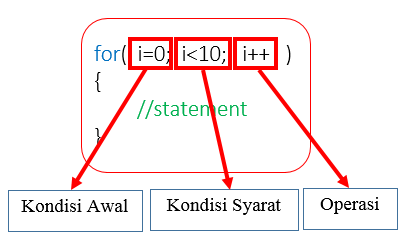 for( i=0; i<10; i++ )
{
//statement
}
Kondisi Awal
Kondisi Syarat
Operasi